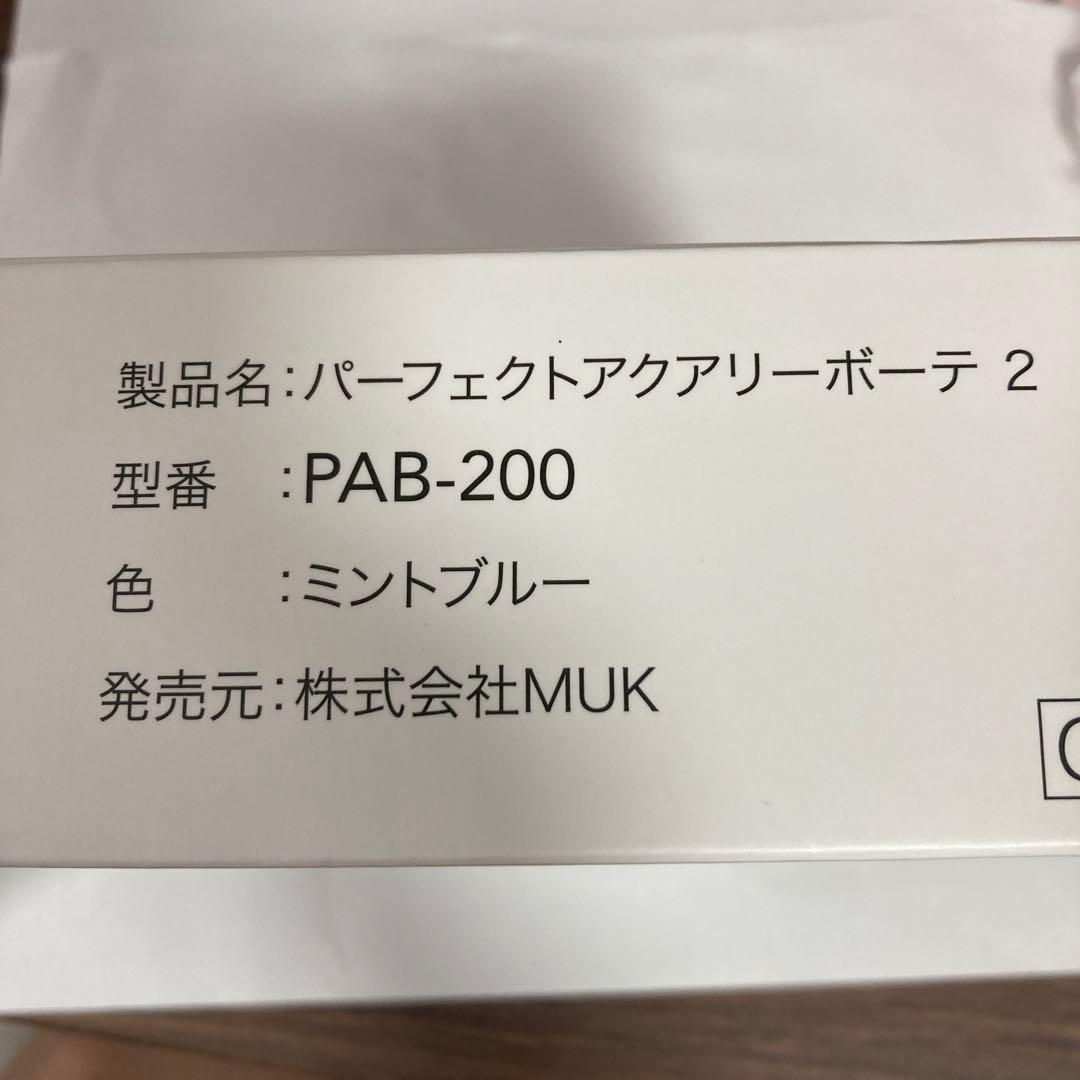 製品名:パーフェクトアクアリーボーテ 2
型番 :PAB-200
色 :ミントブルー
発売元:株式会社MUK